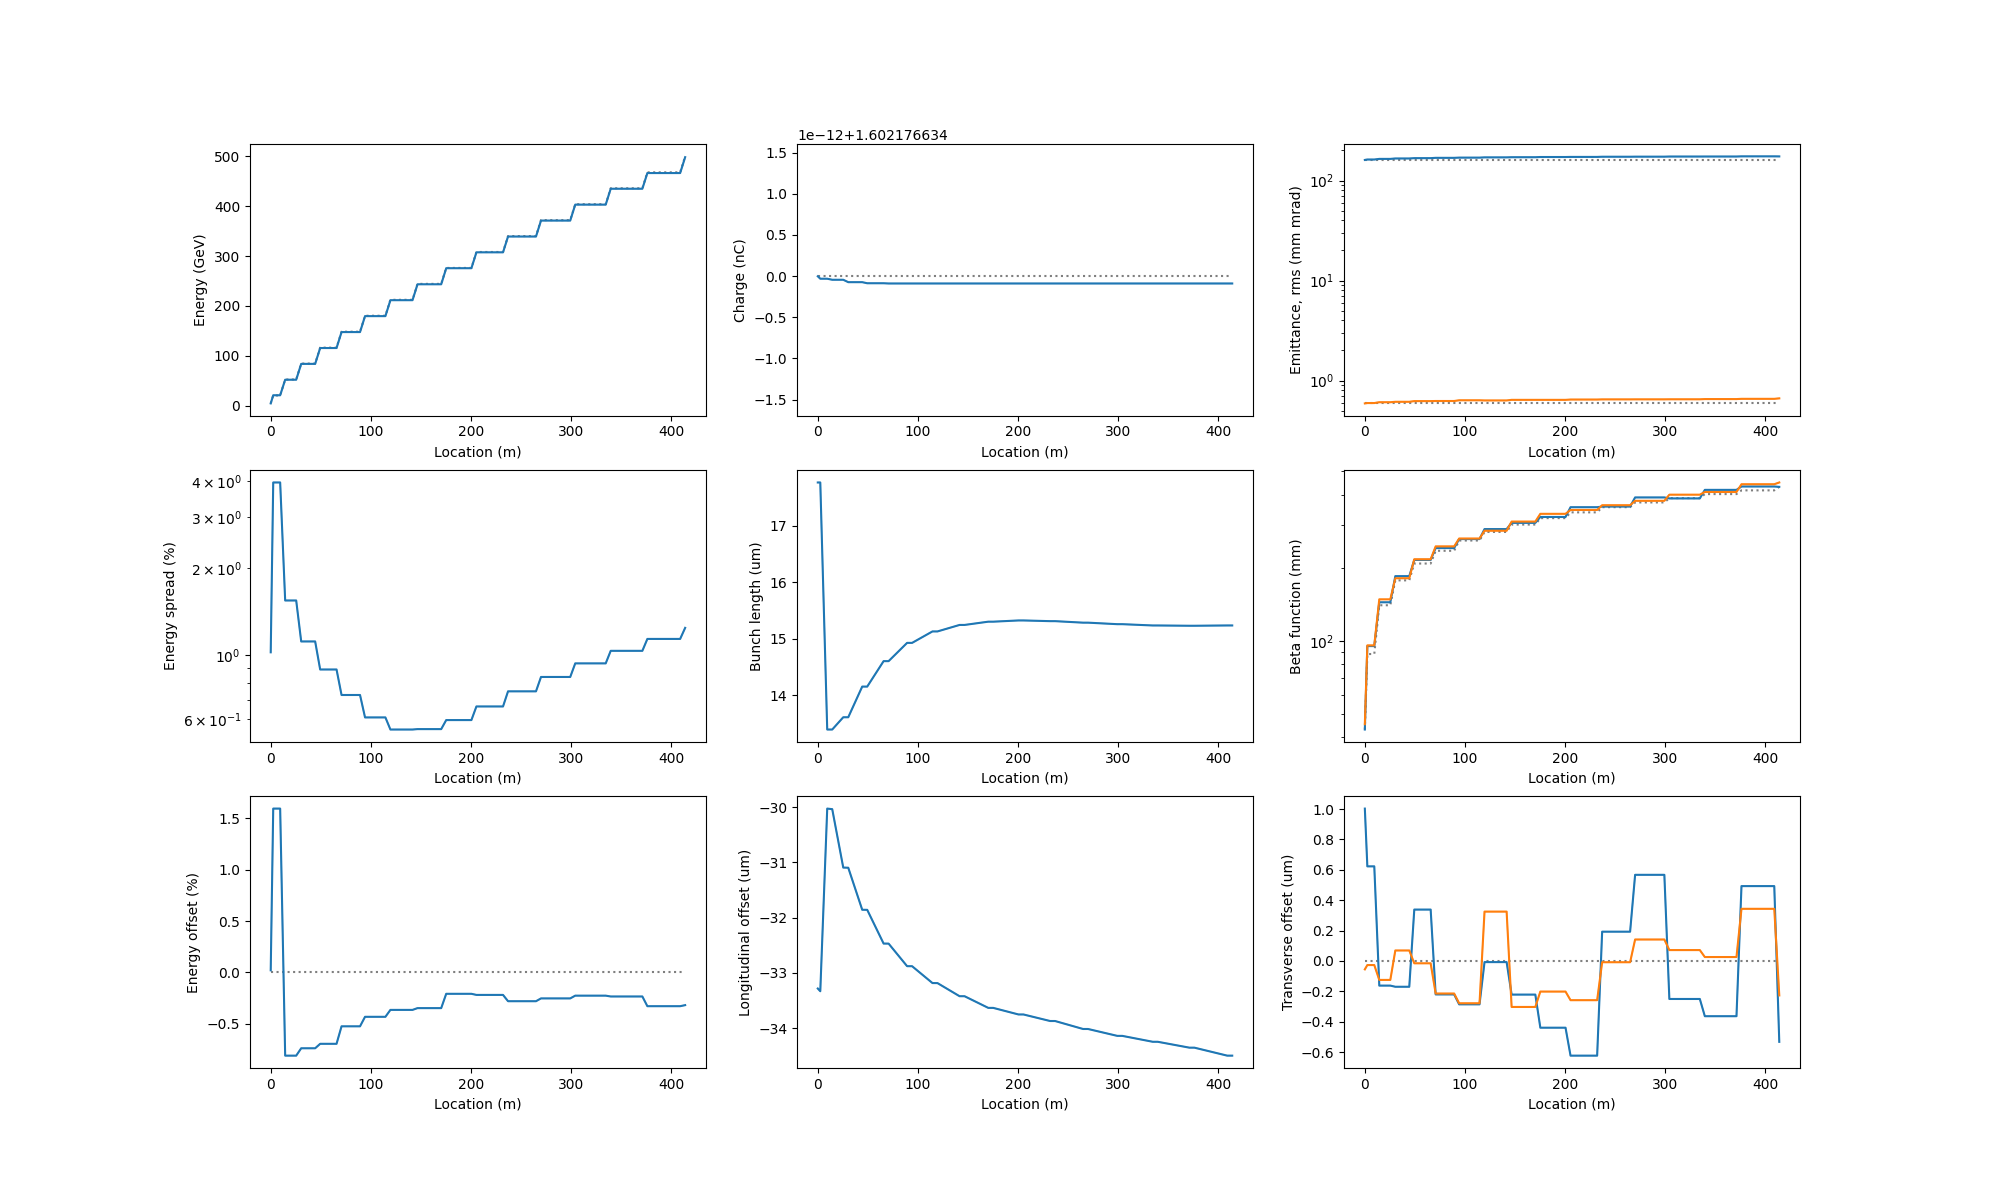 500
400
300
200
100
0
Energy (GeV)
0 100 200 300 400
Location (m)
1e−12+1.602176634
1.5
1.0
0.5
0.0
−0.5
−1.0
−1.5
Charge (nC)
0 100 200 300 400
Location (m)
10²
10¹
10⁰
Emittance, rms (mm mrad)
0 100 200 300 400
Location (m)
4 × 10⁰
3 × 10⁰
2 × 10⁰
10⁰
6 × 10⁻¹
Energy spread (%)
0 100 200 300 400
Location (m)
17
16
15
14
Bunch length (um)
0 100 200 300 400
Location (m)
10²
Beta function (mm)
0 100 200 300 400
Location (m)
1.5
1.0
0.5
0.0
−0.5
Energy offset (%)
0 100 200 300 400
Location (m)
−30
−31
−32
−33
−34
Longitudinal offset (um)
0 100 200 300 400
Location (m)
1.0
0.8
0.6
0.4
0.2
0.0
−0.2
−0.4
−0.6
Transverse offset (um)
0 100 200 300 400
Location (m)